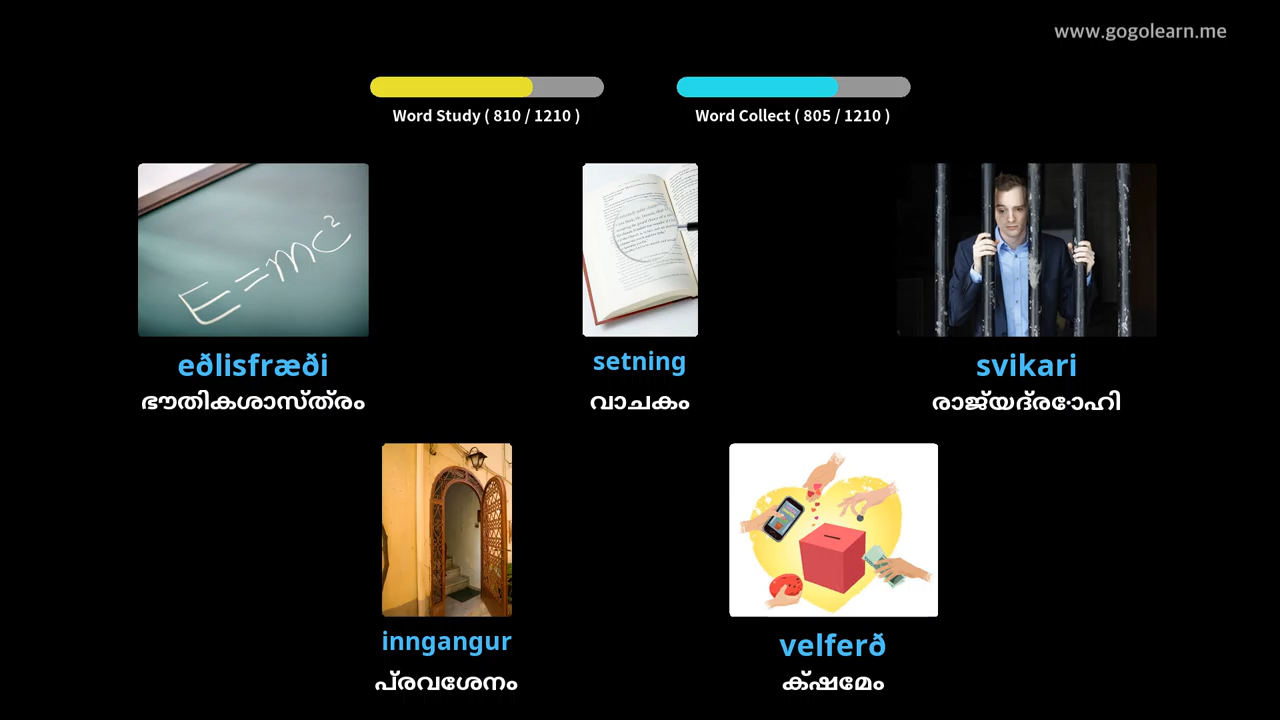 www.gogolearn.me
Word Study ( 810 / 1210 )
Word Collect ( 805 / 1210 )
E=mc²
eðlisfræði
ഭൗതികശാസ്ത്രം
setning
വാചകം
svikari
രാജ്യദ്രോഹി
inngangur
പ്രവേശനം
velferð
ക്ഷേമം